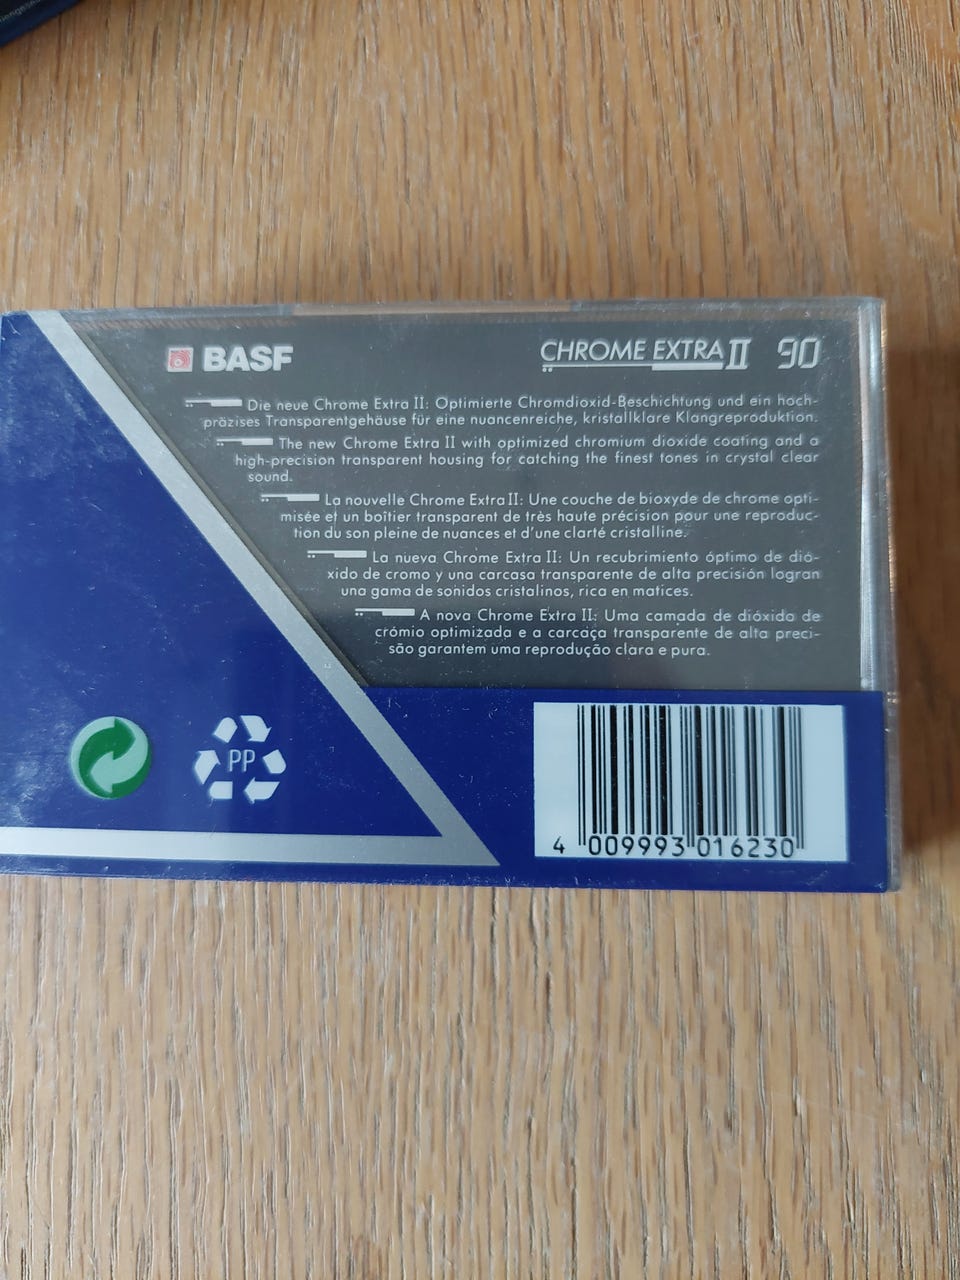 BASF
CHROME EXTRA II 90
Die neue Chrome Extra II: Optimierte Chromdioxid-Beschichtung und ein hoch-
präzises Transparentgehäuse für eine nuancenreiche, kristallklare Klangreproduktion.
The new Chrome Extra II with optimized chromium dioxide coating and a
high-precision transparent housing for catching the finest tones in crystal clear
sound.
La nouvelle Chrome Extra II: Une couche de bioxyde de chrome opti-
misée et un boîtier transparent de très haute précision pour une reproduc-
tion du son pleine de nuances et d'une clarté cristalline.
La nueva Chrome Extra II: Un recubrimiento óptimo de dió-
xido de cromo y una carcasa transparente de alta precisión logran
una gama de sonidos cristalinos, rica en matices.
A nova Chrome Extra II: Uma camada de dióxido de
crómio optimizada e a carcaça transparente de alta preci-
são garantem uma reprodução clara e pura.
PP
4 009993 016230